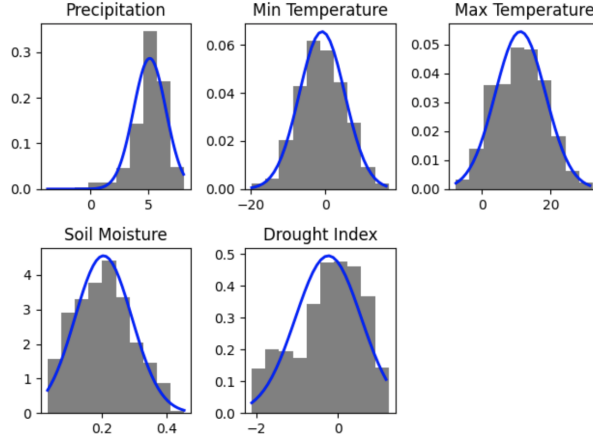 Precipitation Min Temperature Max Temperature
0.3 0.06 0.05
0.04
0.2 0.04 0.03
0.1 0.02 0.02
0.01
0.0 0.00 0.00
0 5 −20 0 0 20
Soil Moisture Drought Index
4 0.5
0.4
3 0.3
2 0.2
1 0.1
0 0.0
0.2 0.4 −2 0